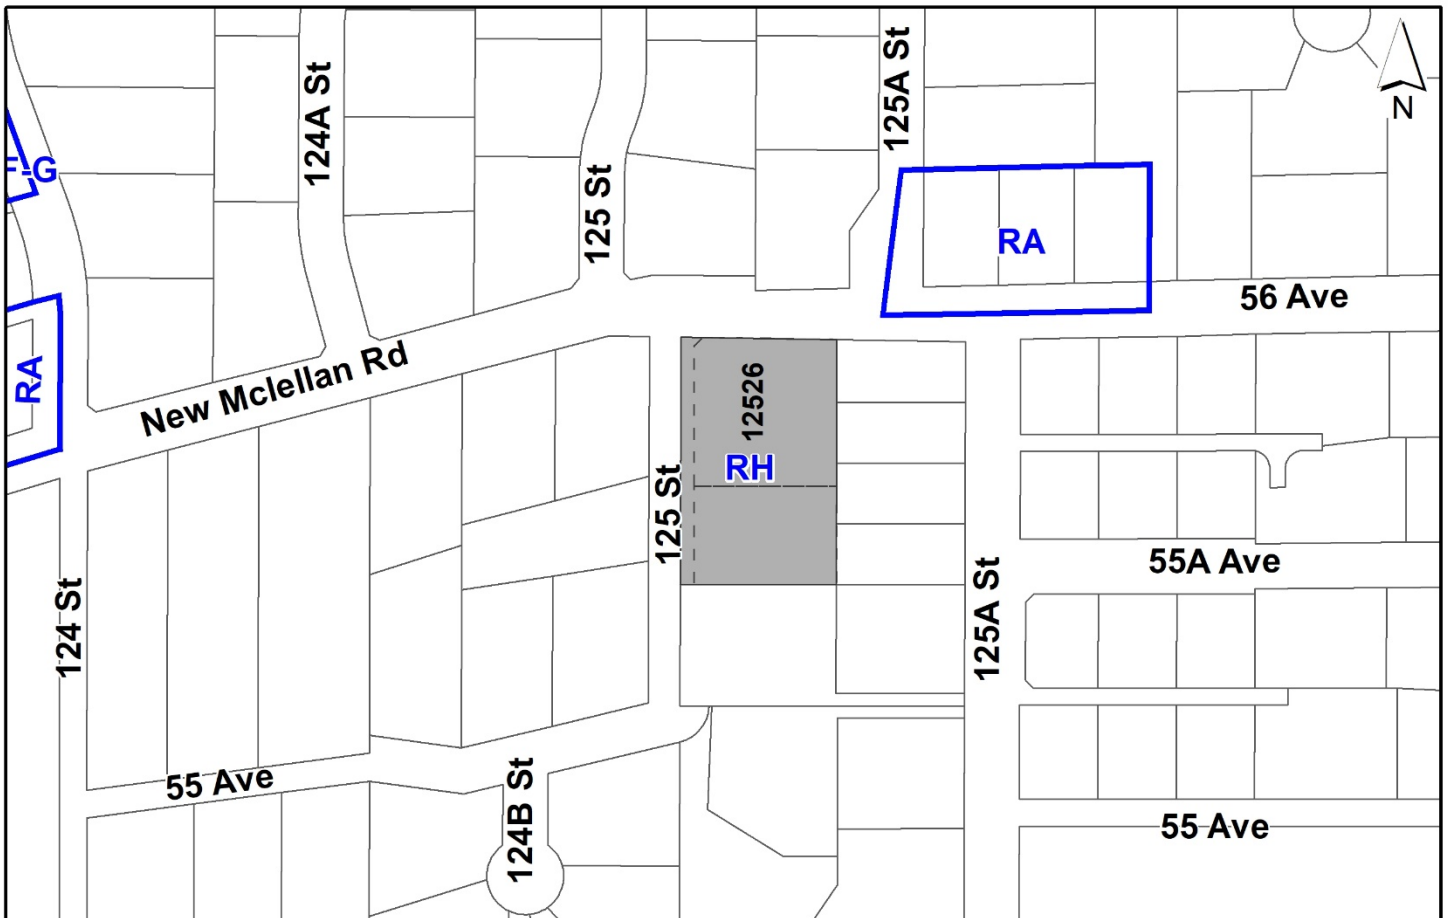 124A St
125 St
125A St
N
F-G
RA
56 Ave
RA
New Mclellan Rd
12526
RH
125 St
55A Ave
124 St
125A St
55 Ave
124B St
55 Ave